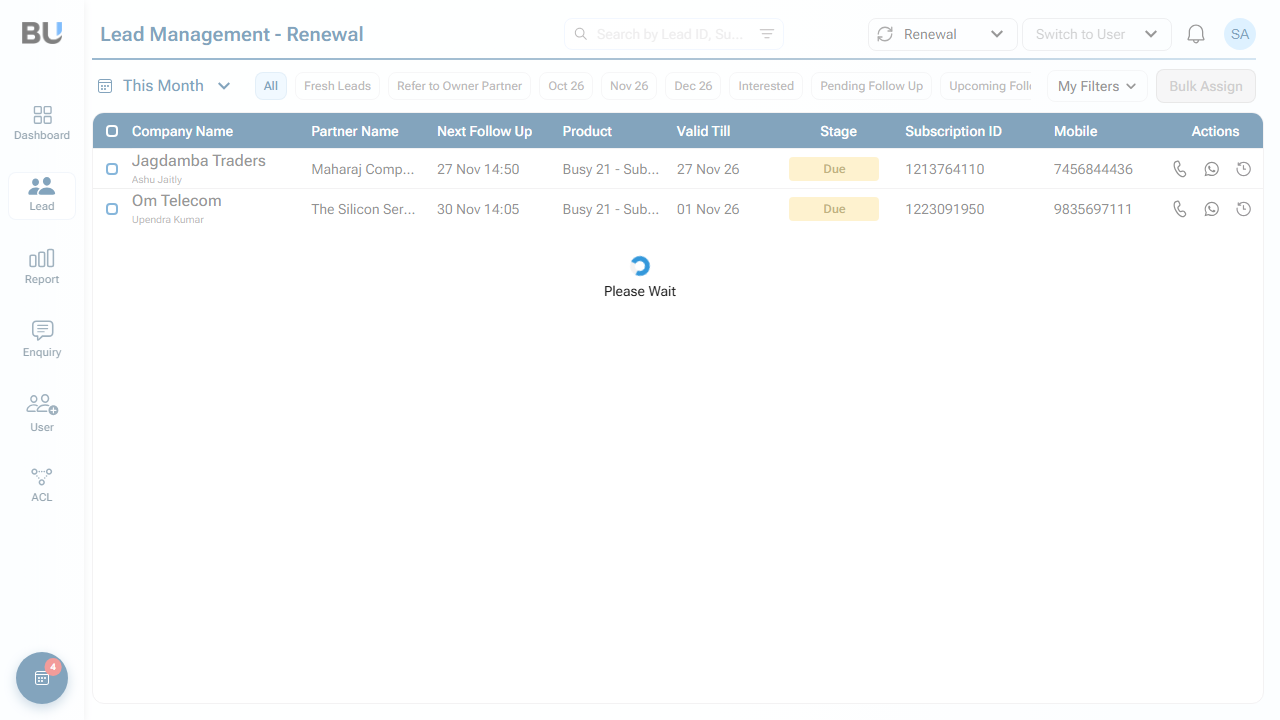 BU
Lead Management - Renewal
Search by Lead ID, Su...
Renewal
Switch to User
SA
This Month
All
Fresh Leads
Refer to Owner Partner
Oct 26
Nov 26
Dec 26
Interested
Pending Follow Up
Upcoming Foll
My Filters
Bulk Assign
Dashboard
Lead
Report
Enquiry
User
ACL
4
Company Name Partner Name Next Follow Up Product Valid Till Stage Subscription ID Mobile Actions
Jagdamba Traders
Ashu Jaitly
Maharaj Comp... 27 Nov 14:50 Busy 21 - Sub... 27 Nov 26 Due 1213764110 7456844436
Om Telecom
Upendra Kumar
The Silicon Ser... 30 Nov 14:05 Busy 21 - Sub... 01 Nov 26 Due 1223091950 9835697111
Please Wait